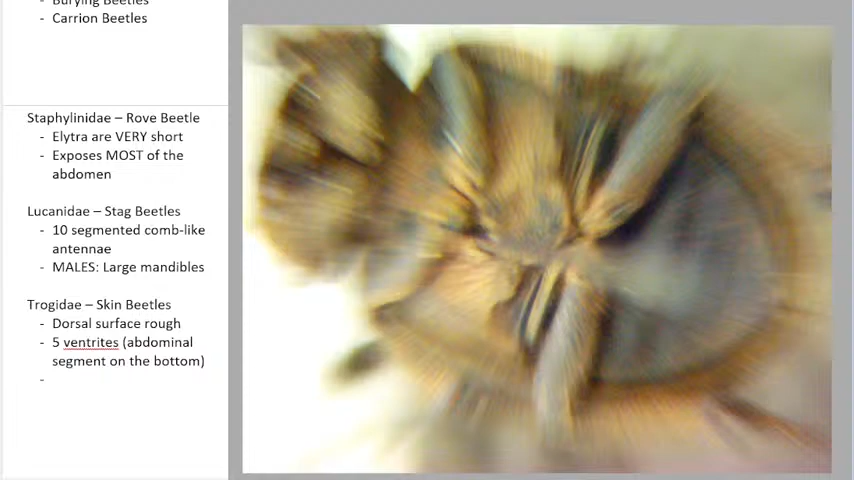 - Burying Beetles
- Carrion Beetles
Staphylinidae – Rove Beetle
- Elytra are VERY short
- Exposes MOST of the
abdomen
Lucanidae – Stag Beetles
- 10 segmented comb-like
antennae
- MALES: Large mandibles
Trogidae – Skin Beetles
- Dorsal surface rough
- 5 ventrites (abdominal
segment on the bottom)
-